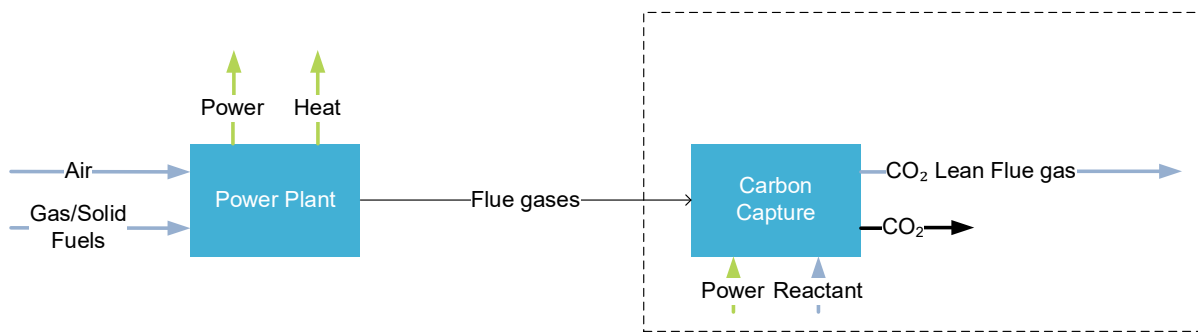 Power Heat
Air
Gas/Solid
Fuels
Power Plant
Flue gases
Carbon
Capture
CO₂ Lean Flue gas
CO₂
Power Reactant